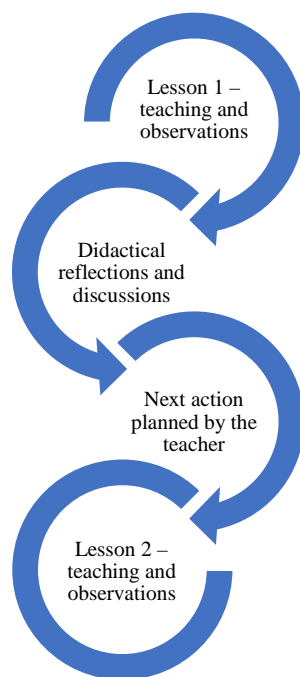 Lesson 1 –
teaching and
observations
Didactical
reflections and
discussions
Next action
planned by the
teacher
Lesson 2 –
teaching and
observations